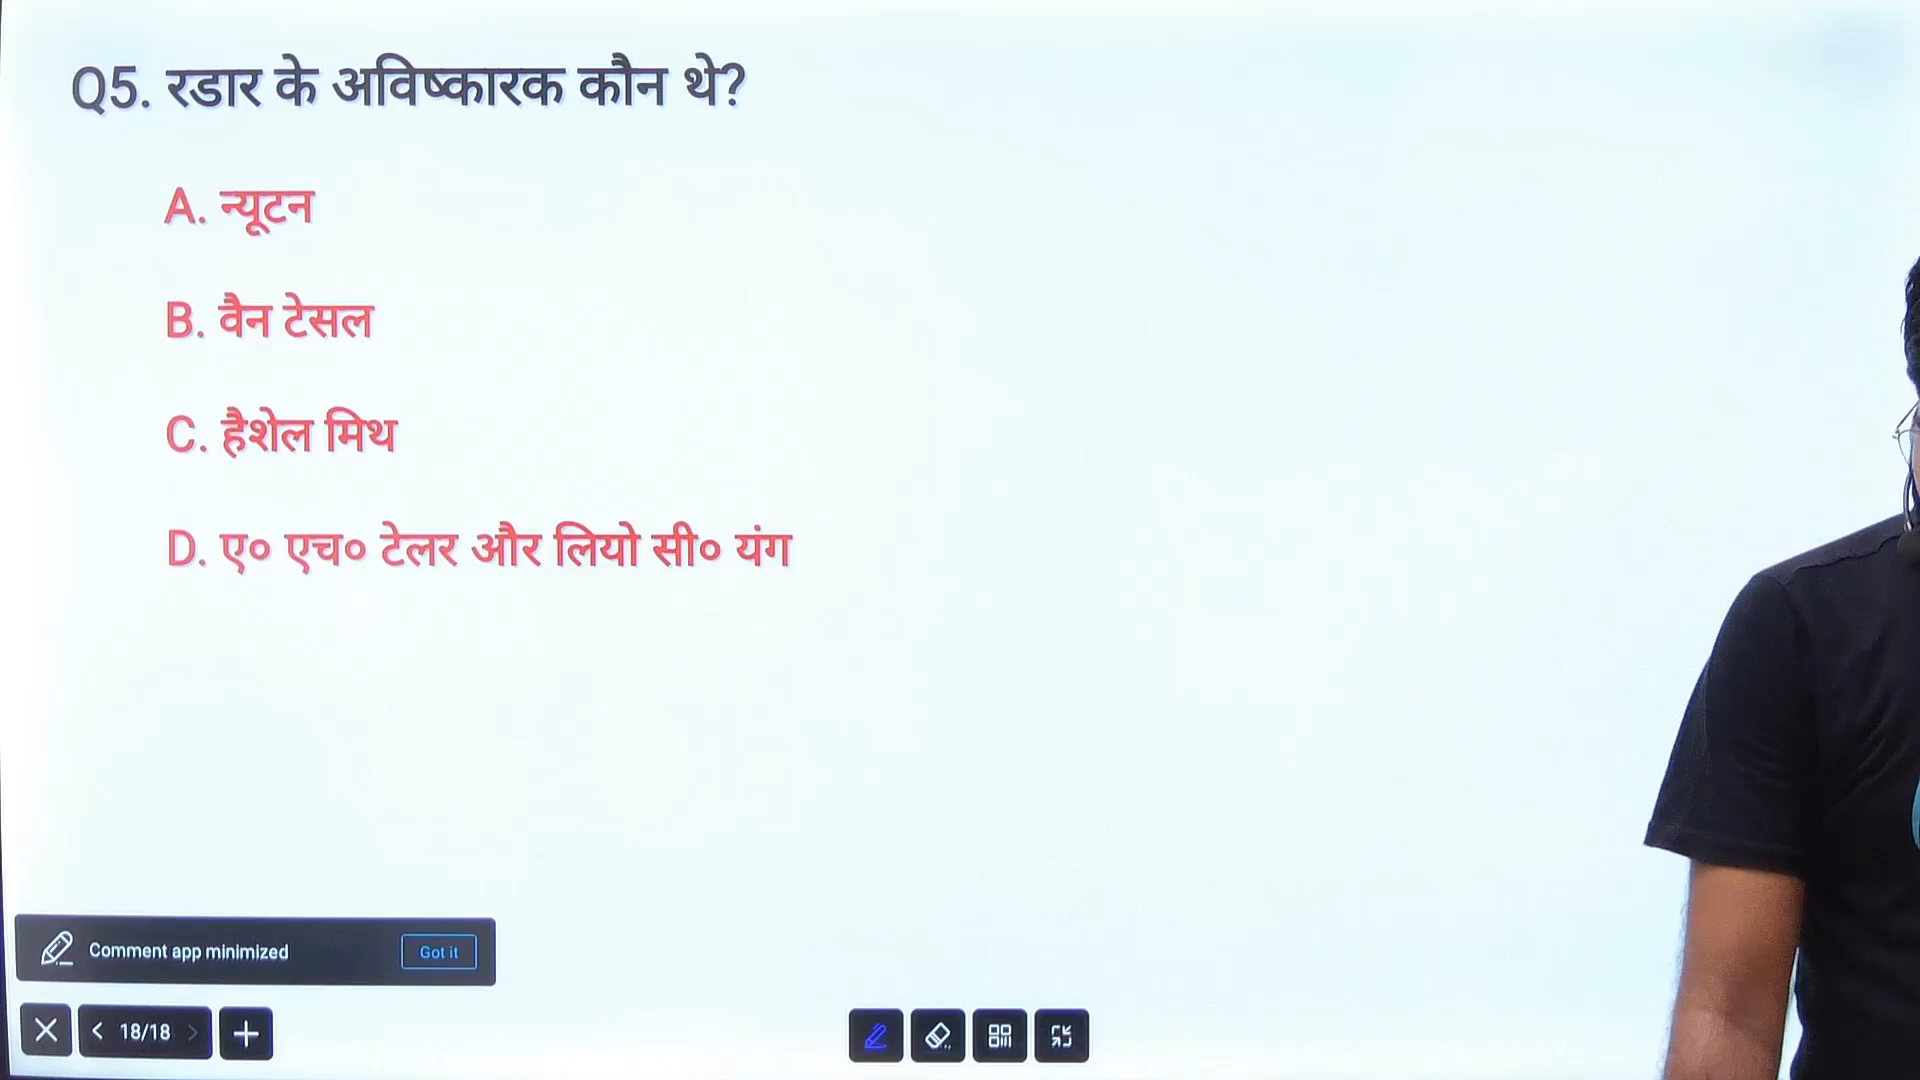 Q5. रडार के अविष्कारक कौन थे?
A. न्यूटन
B. वैन टेसल
C. हैशेल मिथ
D. ए० एच० टेलर और लियो सी० यंग
Comment app minimized
Got it
18/18